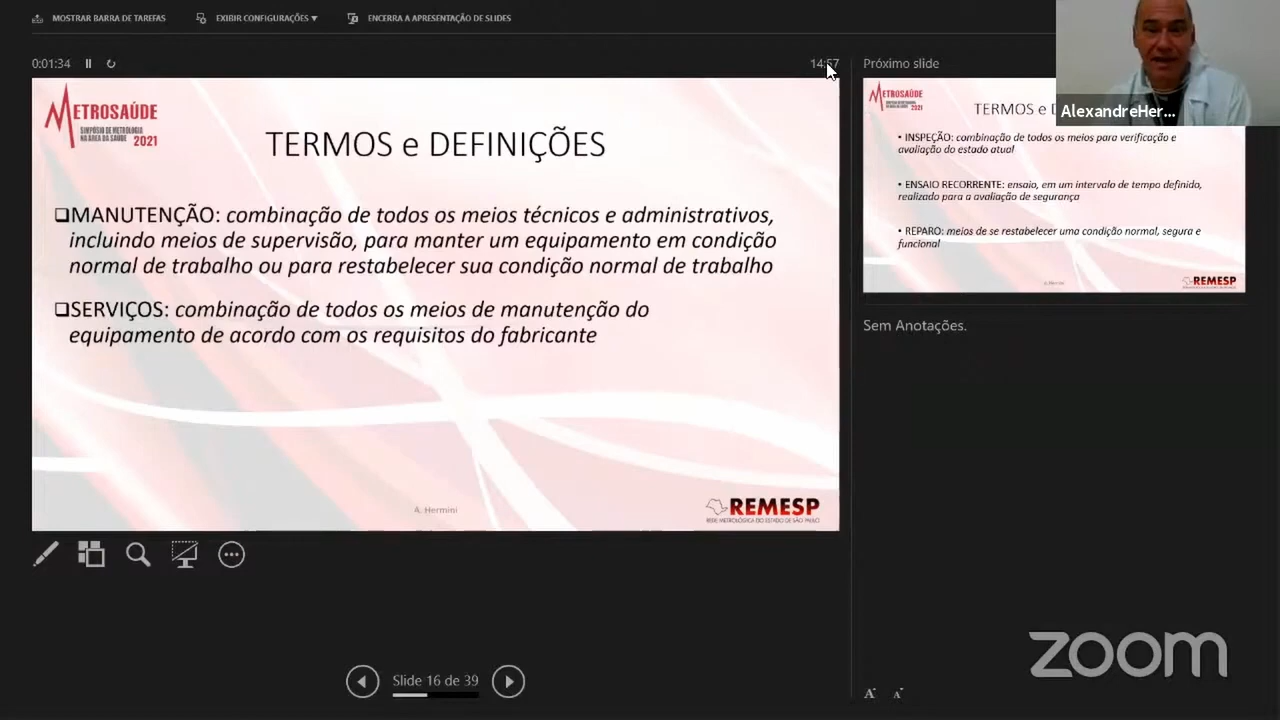 MOSTRAR BARRA DE TAREFAS
EXIBIR CONFIGURAÇÕES
ENCERRA A APRESENTAÇÃO DE SLIDES
0:01:34
14:57
Próximo slide
METROSAÚDE
SIMPÓSIO DE METROLOGIA
NA ÁREA DA SAÚDE 2021
TERMOS e DEFINIÇÕES
MANUTENÇÃO: combinação de todos os meios técnicos e administrativos,
incluindo meios de supervisão, para manter um equipamento em condição
normal de trabalho ou para restabelecer sua condição normal de trabalho
SERVIÇOS: combinação de todos os meios de manutenção do
equipamento de acordo com os requisitos do fabricante
A. Hermini
REMESP
REDE METROLÓGICA DO ESTADO DE SÃO PAULO
Slide 16 de 39
AlexandreHer...
METROSAÚDE
2021
TERMOS e D
• INSPEÇÃO: combinação de todos os meios para verificação e
avaliação do estado atual
• ENSAIO RECORRENTE: ensaio, em um intervalo de tempo definido,
realizado para a avaliação de segurança
• REPARO: meios de se restabelecer uma condição normal, segura e
funcional
A. Hermini
REMESP
Sem Anotações.
zoom
A A